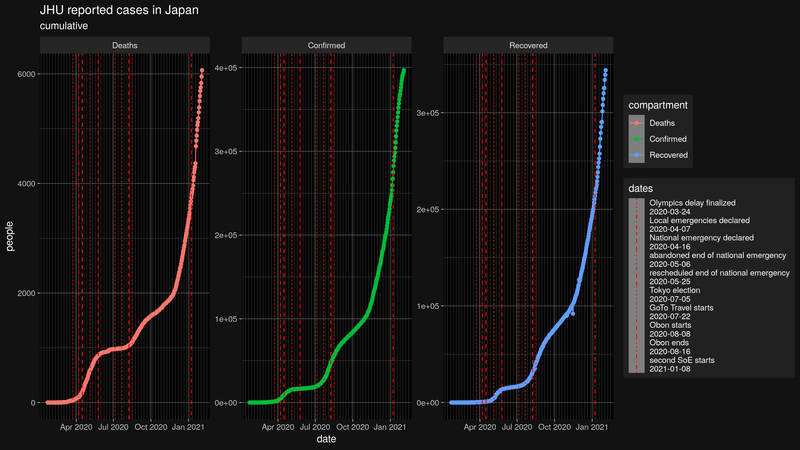 JHU reported cases in Japan
cumulative
Deaths
Confirmed
Recovered
people
6000
4000
2000
0
4e+05
3e+05
2e+05
1e+05
0e+00
3e+05
2e+05
1e+05
0e+00
Apr 2020 Jul 2020 Oct 2020 Jan 2021
Apr 2020 Jul 2020 Oct 2020 Jan 2021
Apr 2020 Jul 2020 Oct 2020 Jan 2021
date
compartment
Deaths
Confirmed
Recovered
dates
Olympics delay finalized
2020-03-24
Local emergencies declared
2020-04-07
National emergency declared
2020-04-16
abandoned end of national emergency
2020-05-06
rescheduled end of national emergency
2020-05-25
Tokyo election
2020-07-05
GoTo Travel starts
2020-07-22
Obon starts
2020-08-08
Obon ends
2020-08-16
second SoE starts
2021-01-08